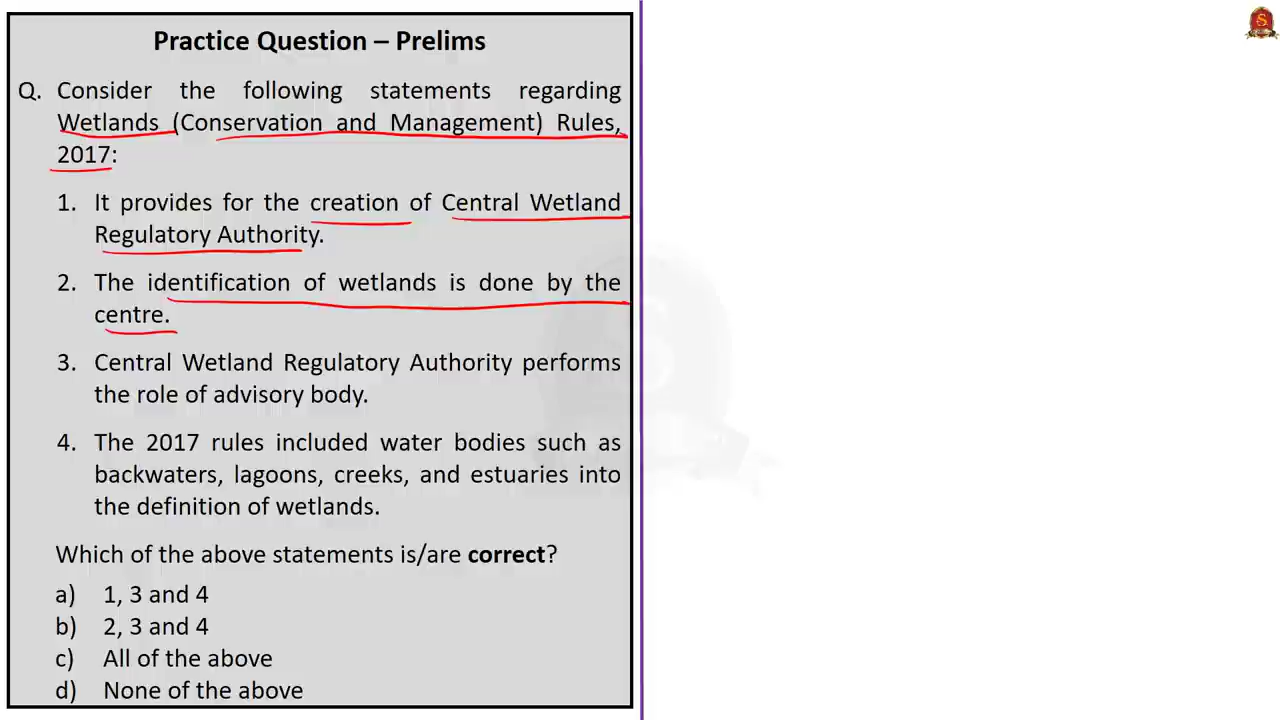 Practice Question – Prelims
Q. Consider the following statements regarding
Wetlands (Conservation and Management) Rules,
2017:
1. It provides for the creation of Central Wetland
Regulatory Authority.
2. The identification of wetlands is done by the
centre.
3. Central Wetland Regulatory Authority performs
the role of advisory body.
4. The 2017 rules included water bodies such as
backwaters, lagoons, creeks, and estuaries into
the definition of wetlands.
Which of the above statements is/are correct?
a) 1, 3 and 4
b) 2, 3 and 4
c) All of the above
d) None of the above